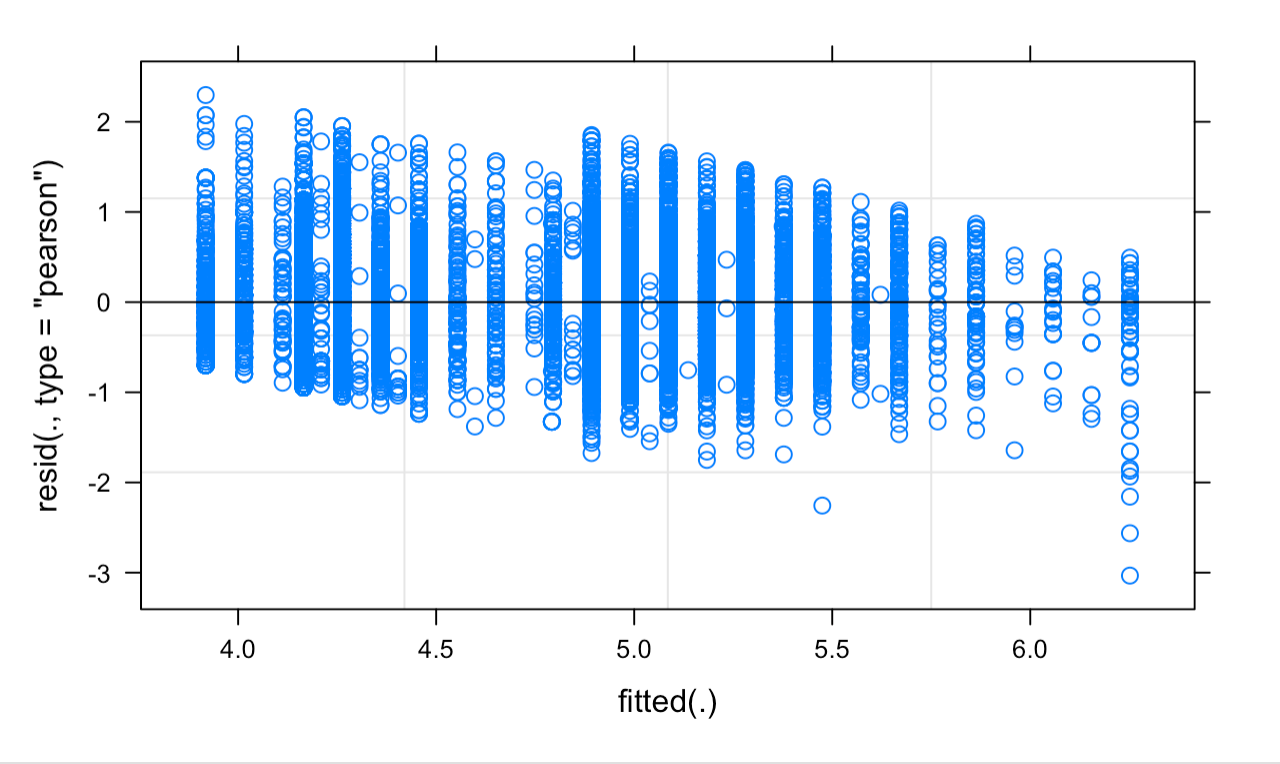 2
1
0
-1
-2
-3
resid(., type = "pearson")
4.0 4.5 5.0 5.5 6.0
fitted(.)